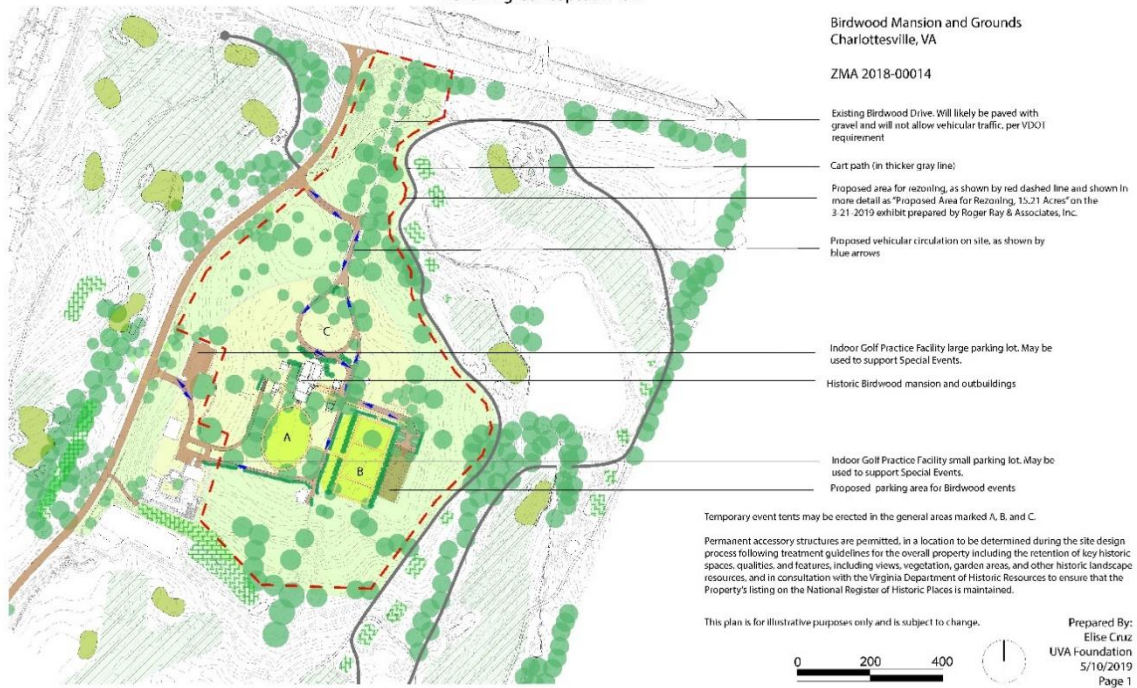 Birdwood Mansion and Grounds
Charlottesville, VA
ZMA 2018-00014
Existing Birdwood Drive. Will likely be paved with
gravel and will not allow vehicular traffic, per VDOT
requirement
Cart path (in thicker gray line)
Proposed area for rezoning, as shown by red dashed line and shown in
more detail as "Proposed Area for Rezoning, 15.21 Acres" on the
3-21-2019 exhibit prepared by Roger Ray & Associates, Inc.
Proposed vehicular circulation on site, as shown by
blue arrows
Indoor Golf Practice Facility large parking lot. May be
used to support Special Events.
Historic Birdwood mansion and outbuildings
Indoor Golf Practice Facility small parking lot. May be
used to support Special Events.
Proposed parking area for Birdwood events
C
A
B
Temporary event tents may be erected in the general areas marked A, B, and C.
Permanent accessory structures are permitted, in a location to be determined during the site design
process following treatment guidelines for the overall property including the retention of key historic
spaces, qualities, and features, including views, vegetation, garden areas, and other historic landscape
resources, and in consultation with the Virginia Department of Historic Resources to ensure that the
Property's listing on the National Register of Historic Places is maintained.
This plan is for illustrative purposes only and is subject to change.
0 200 400
Prepared By:
Elise Cruz
UVA Foundation
5/10/2019
Page 1